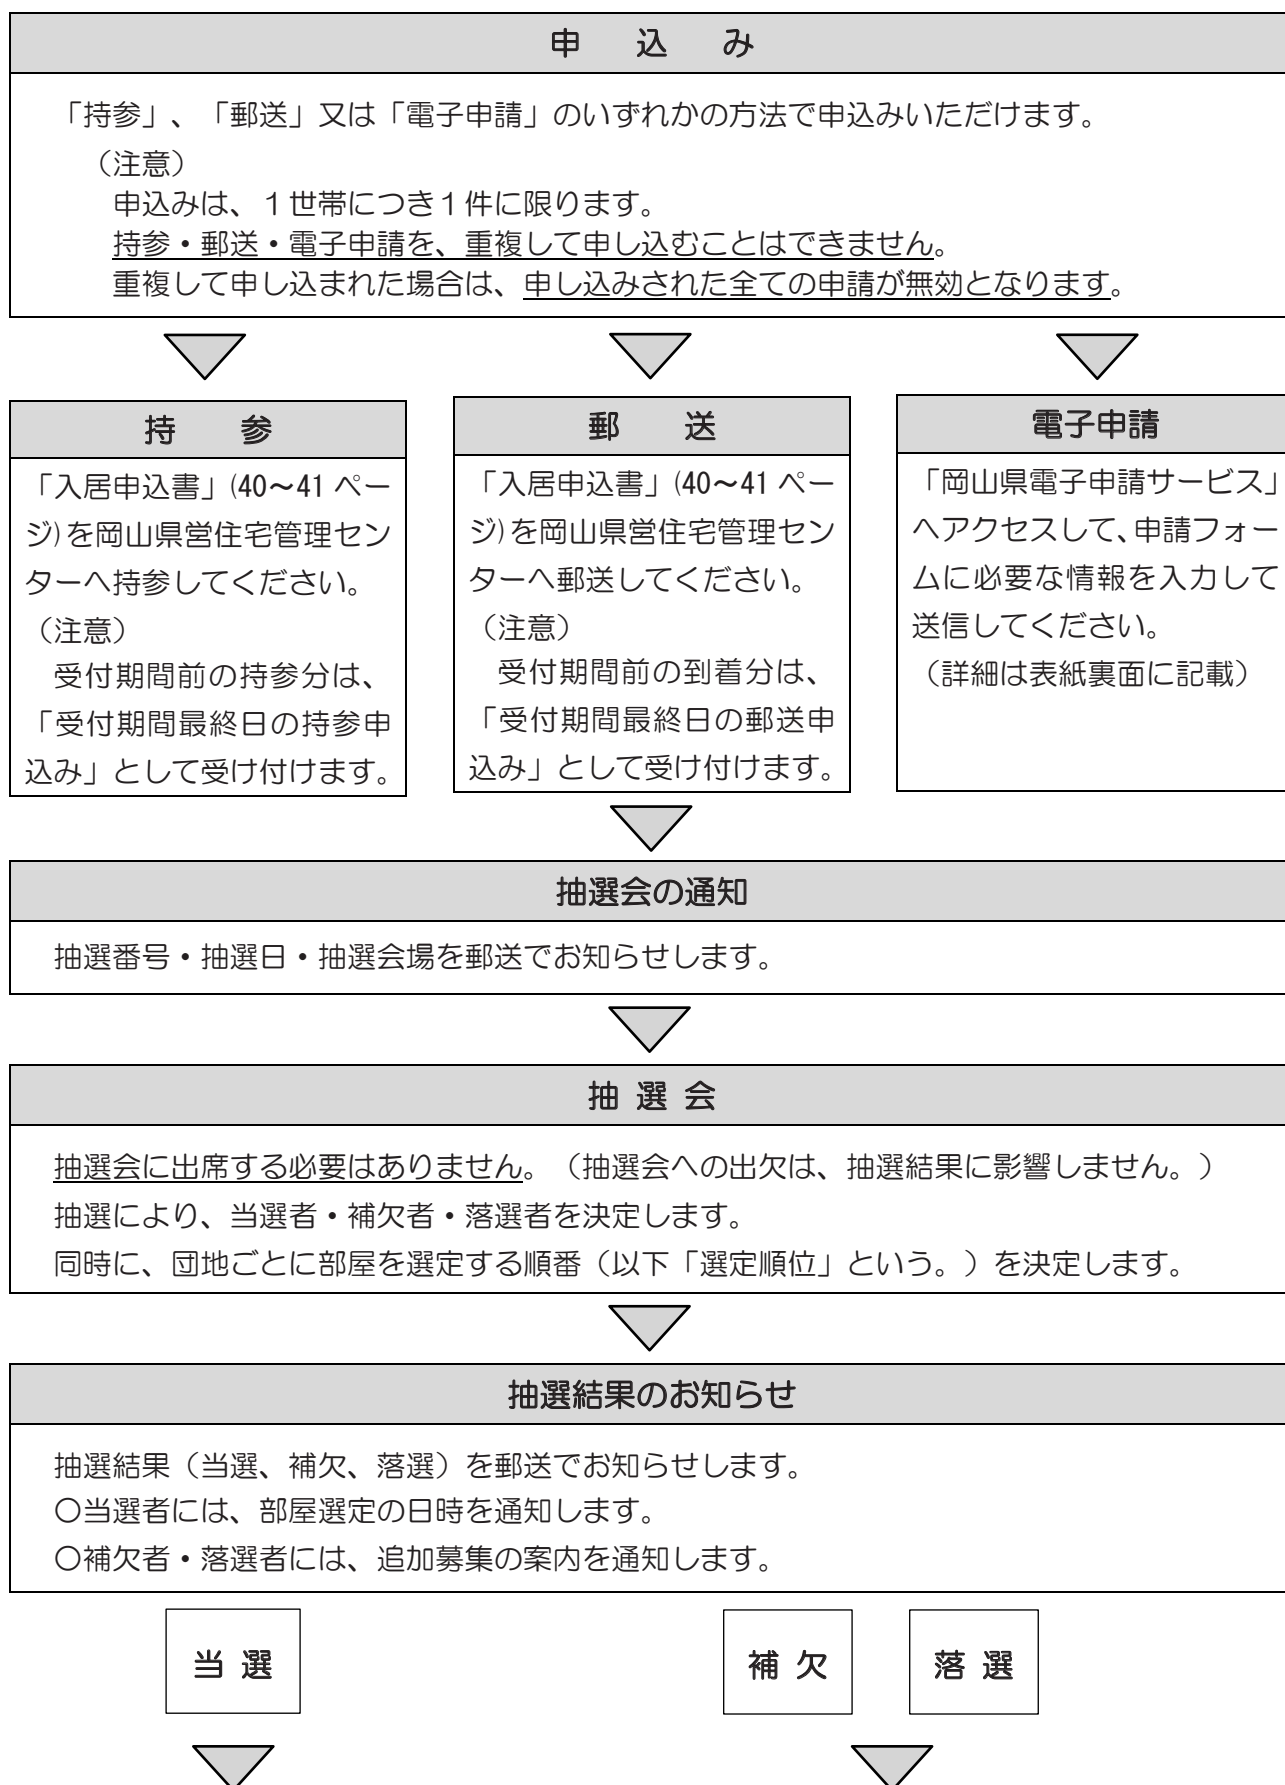 申込み
「持参」、「郵送」又は「電子申請」のいずれかの方法で申込みいただけます。
（注意）
申込みは、１世帯につき１件に限ります。
持参・郵送・電子申請を、重複して申し込むことはできません。
重複して申し込まれた場合は、申し込みされた全ての申請が無効となります。
持参
「入居申込書」(40～41 ペー
ジ)を岡山県営住宅管理セン
ターへ持参してください。
（注意）
受付期間前の持参分は、
「受付期間最終日の持参申
込み」として受け付けます。
郵送
「入居申込書」(40～41 ペー
ジ)を岡山県営住宅管理セン
ターへ郵送してください。
（注意）
受付期間前の到着分は、
「受付期間最終日の郵送申
込み」として受け付けます。
電子申請
「岡山県電子申請サービス」
へアクセスして、申請フォー
ムに必要な情報を入力して
送信してください。
（詳細は表紙裏面に記載）
抽選会の通知
抽選番号・抽選日・抽選会場を郵送でお知らせします。
抽選会
抽選会に出席する必要はありません。（抽選会への出欠は、抽選結果に影響しません。）
抽選により、当選者・補欠者・落選者を決定します。
同時に、団地ごとに部屋を選定する順番（以下「選定順位」という。）を決定します。
抽選結果のお知らせ
抽選結果（当選、補欠、落選）を郵送でお知らせします。
〇当選者には、部屋選定の日時を通知します。
〇補欠者・落選者には、追加募集の案内を通知します。
当選
補欠
落選